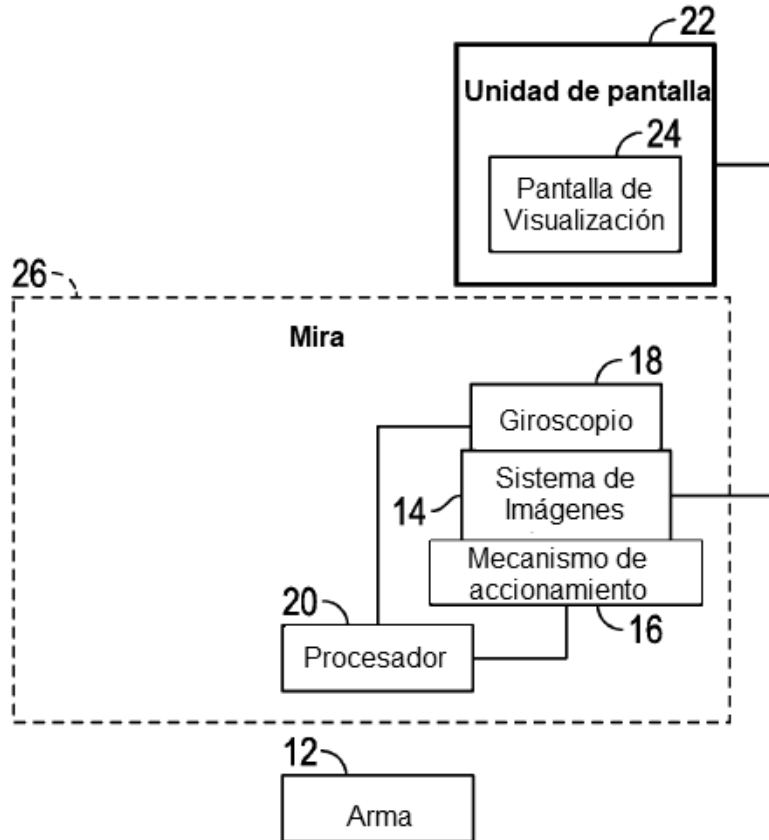 22
Unidad de pantalla
24
Pantalla de
Visualización
26
Mira
18
Giroscopio
Sistema de
14
Imágenes
Mecanismo de
accionamiento
20
16
Procesador
12
Arma